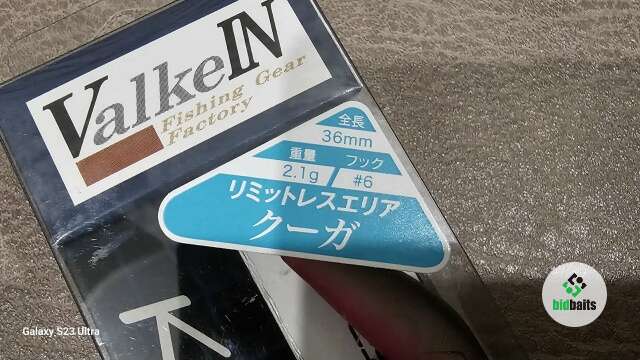 ValkeIN
Fishing Gear
Factory
全長
36mm
重量 フック
2.1g #6
リミットレスエリア
クーガ
bidbaits
Galaxy S23 Ultra